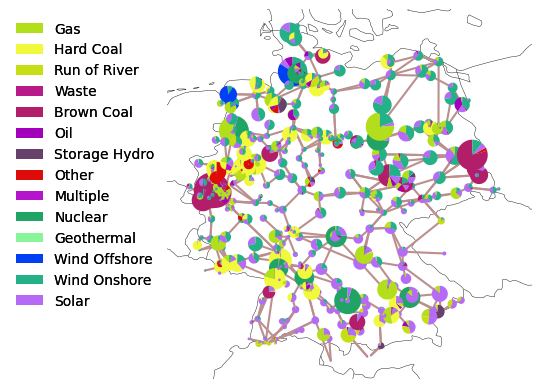 Gas
Hard Coal
Run of River
Waste
Brown Coal
Oil
Storage Hydro
Other
Multiple
Nuclear
Geothermal
Wind Offshore
Wind Onshore
Solar